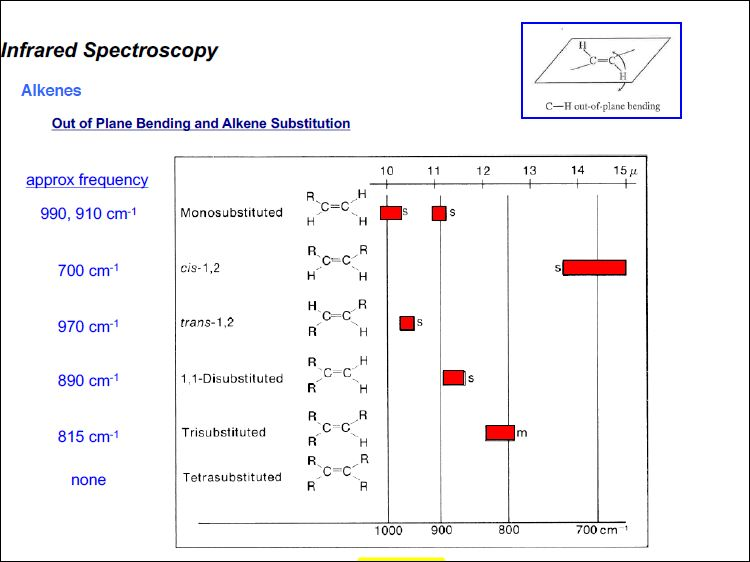 Infrared Spectroscopy
H
C=C
H
C—H out-of-plane bending
Alkenes
Out of Plane Bending and Alkene Substitution
approx frequency
10 11 12 13 14 15 μ
990, 910 cm-1 Monosubstituted R H C=C H H s s
700 cm-1 cis-1,2 R R C=C H H s
970 cm-1 trans-1,2 H R C=C R H s
890 cm-1 1,1-Disubstituted R H C=C R H s
815 cm-1 Trisubstituted R R C=C R H m
none Tetrasubstituted R R C=C R R
1000 900 800 700 cm-1